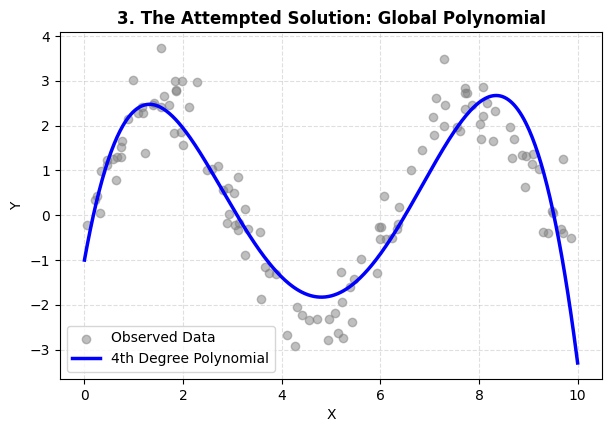 3. The Attempted Solution: Global Polynomial
4
3
2
1
0
−1
−2
−3
Y
Observed Data
4th Degree Polynomial
0 2 4 6 8 10
X